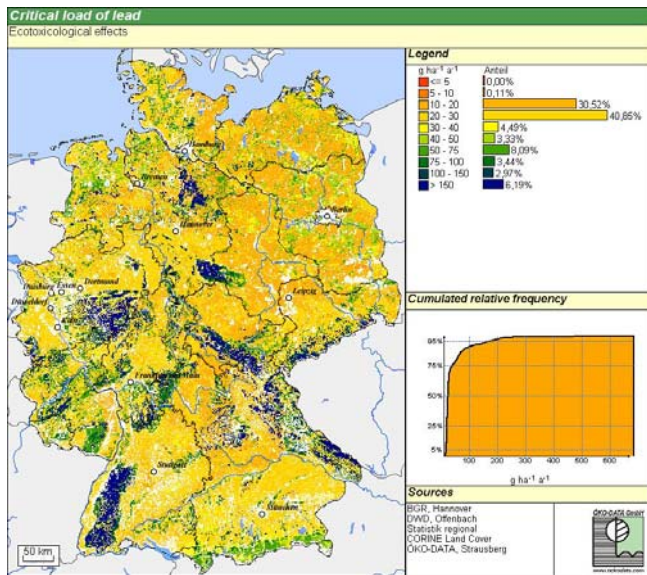 Critical load of lead
Ecotoxicological effects
Legend
g ha⁻¹ a⁻¹ Anteil
<= 5 0,00%
5 - 10 0,11%
10 - 20 30,52%
20 - 30 40,85%
30 - 40 4,49%
40 - 50 3,33%
50 - 75 8,09%
75 - 100 3,44%
100 - 150 2,97%
> 150 6,19%
Hamburg
Bremen
Berlin
Hannover
Dortmund
Essen
Duisburg
Düsseldorf
Köln
Leipzig
Frankfurt am Main
Stuttgart
München
50 km
Cumulated relative frequency
95%
75%
50%
25%
5%
100 200 300 400 500 600
g ha⁻¹ a⁻¹
Sources
BGR, Hannover
DWD, Offenbach
Statistik regional
CORINE Land Cover
ÖKO-DATA, Strausberg
ÖKO-DATA GmbH
www.oekodata.com